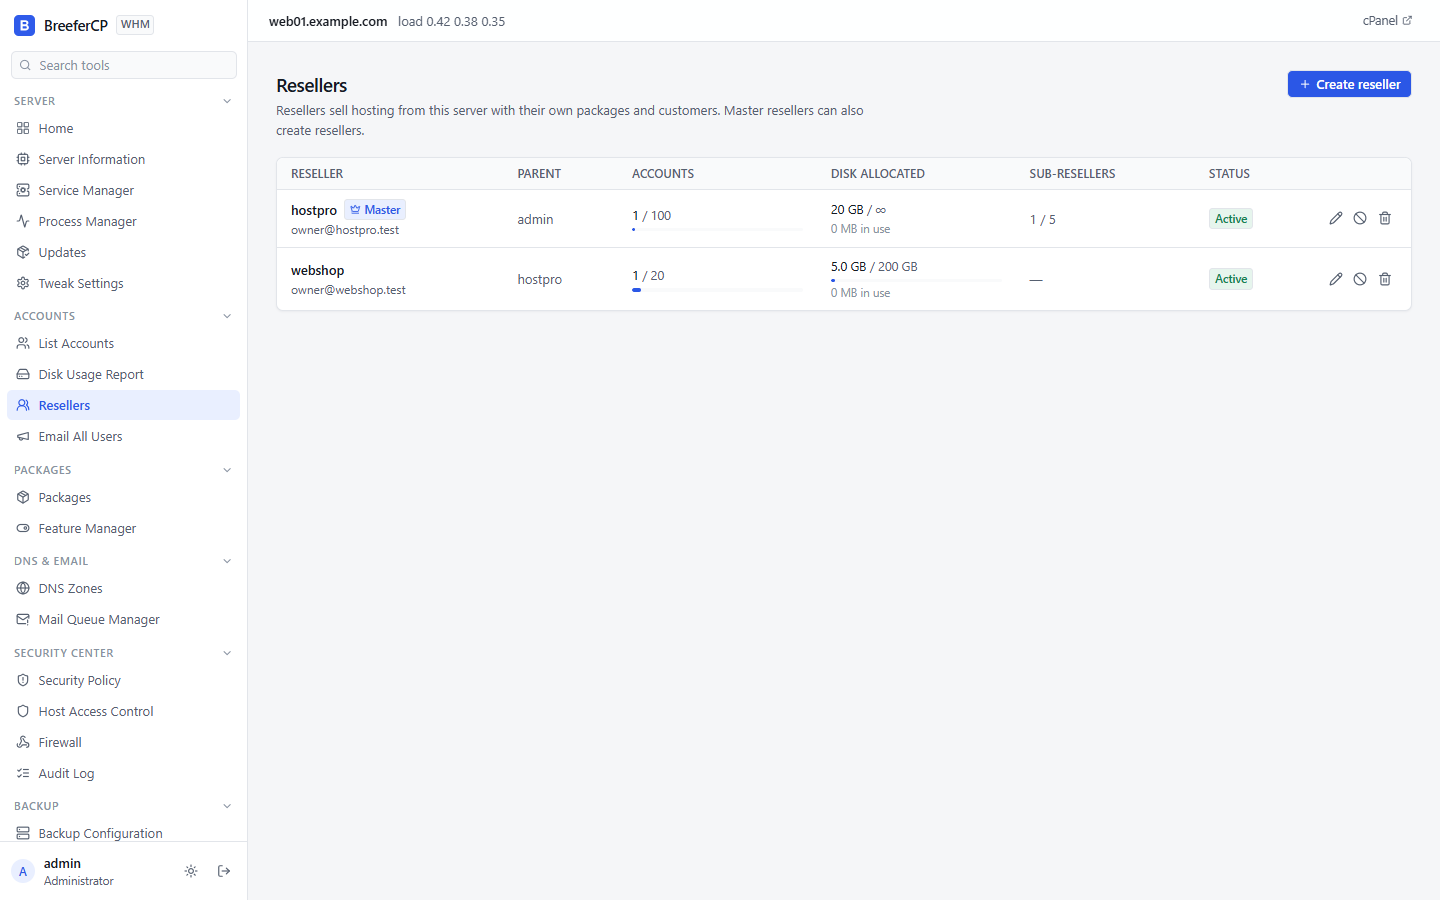 B BreeferCP WHM
Search tools
SERVER
Home
Server Information
Service Manager
Process Manager
Updates
Tweak Settings
ACCOUNTS
List Accounts
Disk Usage Report
Resellers
Email All Users
PACKAGES
Packages
Feature Manager
DNS & EMAIL
DNS Zones
Mail Queue Manager
SECURITY CENTER
Security Policy
Host Access Control
Firewall
Audit Log
BACKUP
Backup Configuration
A admin
Administrator
web01.example.com load 0.42 0.38 0.35 cPanel
Resellers
+ Create reseller
Resellers sell hosting from this server with their own packages and customers. Master resellers can also
create resellers.
RESELLER PARENT ACCOUNTS DISK ALLOCATED SUB-RESELLERS STATUS
hostpro Master admin 1 / 100 20 GB / ∞ 1 / 5 Active
owner@hostpro.test 0 MB in use
webshop hostpro 1 / 20 5.0 GB / 200 GB — Active
owner@webshop.test 0 MB in use